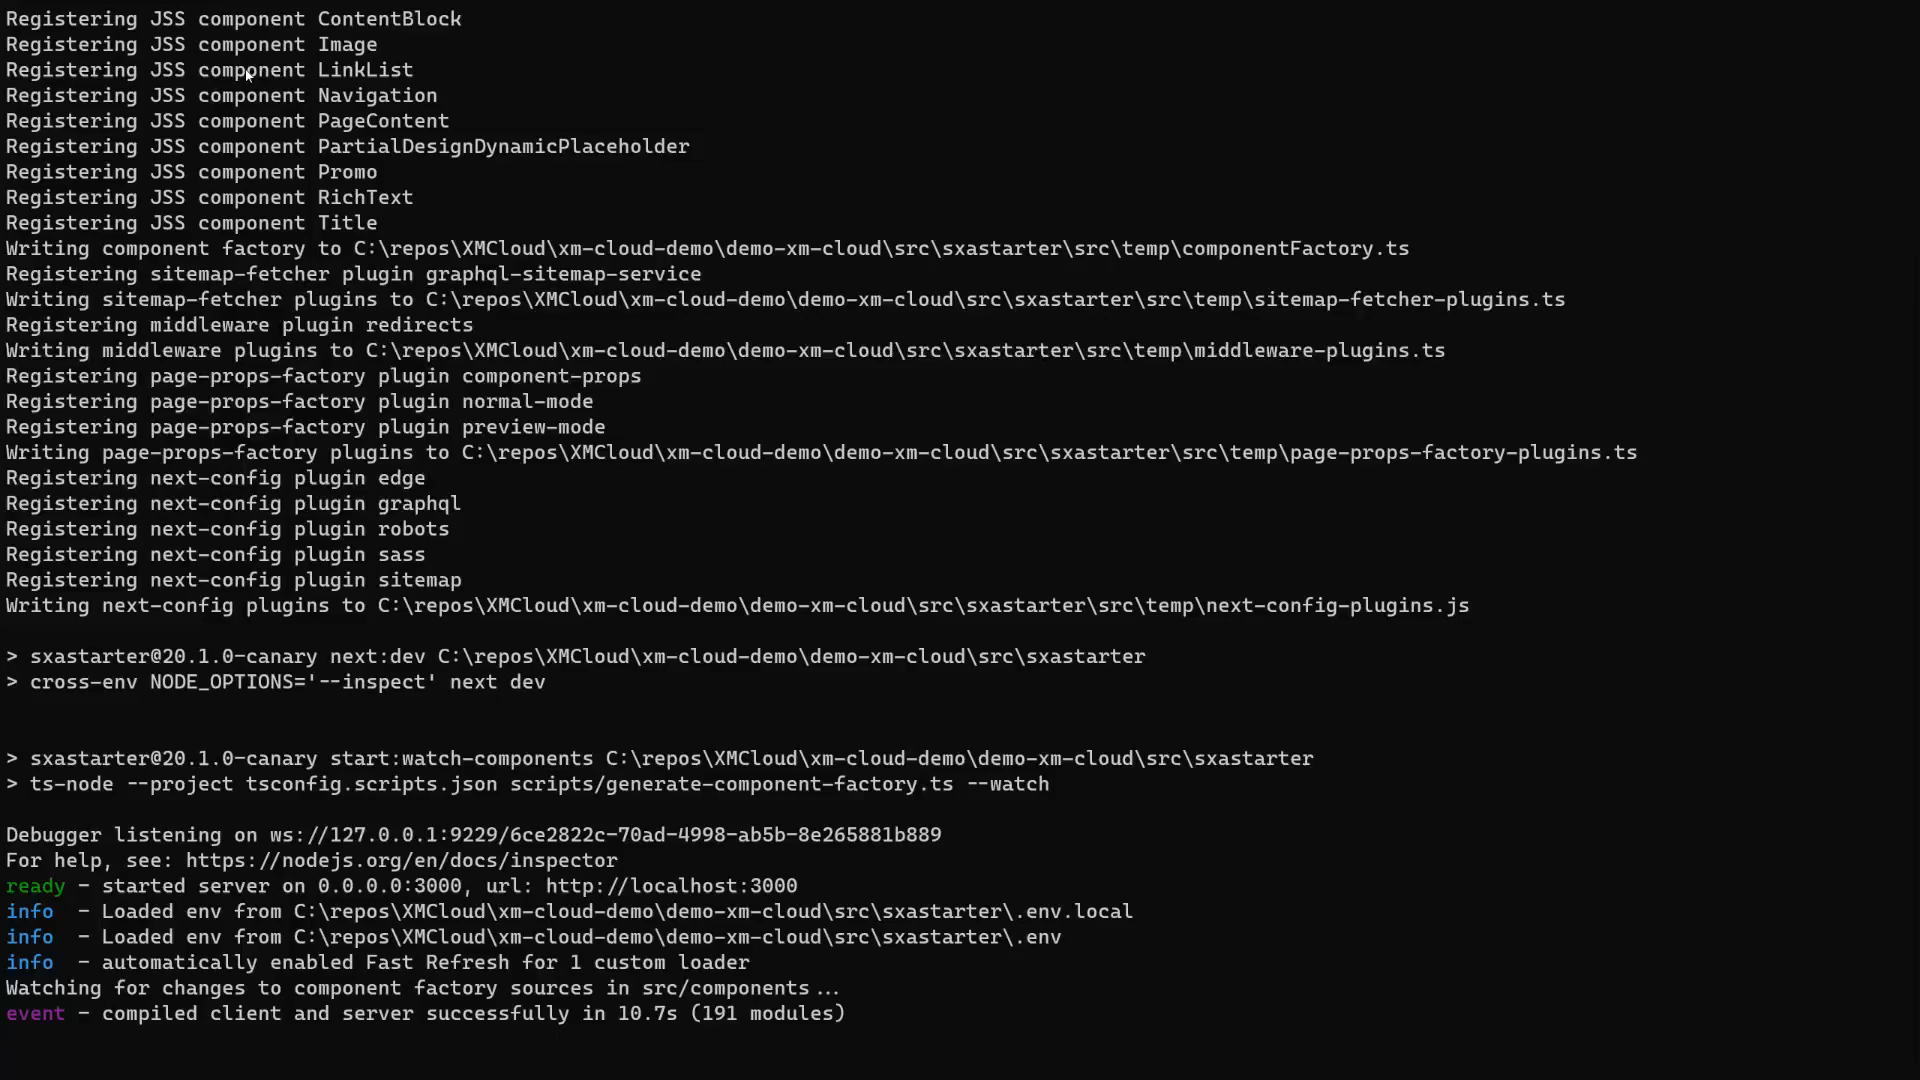 Registering JSS component ContentBlock
Registering JSS component Image
Registering JSS component LinkList
Registering JSS component Navigation
Registering JSS component PageContent
Registering JSS component PartialDesignDynamicPlaceholder
Registering JSS component Promo
Registering JSS component RichText
Registering JSS component Title
Writing component factory to C:\repos\XMCloud\xm-cloud-demo\demo-xm-cloud\src\sxastarter\src\temp\componentFactory.ts
Registering sitemap-fetcher plugin graphql-sitemap-service
Writing sitemap-fetcher plugins to C:\repos\XMCloud\xm-cloud-demo\demo-xm-cloud\src\sxastarter\src\temp\sitemap-fetcher-plugins.ts
Registering middleware plugin redirects
Writing middleware plugins to C:\repos\XMCloud\xm-cloud-demo\demo-xm-cloud\src\sxastarter\src\temp\middleware-plugins.ts
Registering page-props-factory plugin component-props
Registering page-props-factory plugin normal-mode
Registering page-props-factory plugin preview-mode
Writing page-props-factory plugins to C:\repos\XMCloud\xm-cloud-demo\demo-xm-cloud\src\sxastarter\src\temp\page-props-factory-plugins.ts
Registering next-config plugin edge
Registering next-config plugin graphql
Registering next-config plugin robots
Registering next-config plugin sass
Registering next-config plugin sitemap
Writing next-config plugins to C:\repos\XMCloud\xm-cloud-demo\demo-xm-cloud\src\sxastarter\src\temp\next-config-plugins.js
> sxastarter@20.1.0-canary next:dev C:\repos\XMCloud\xm-cloud-demo\demo-xm-cloud\src\sxastarter
> cross-env NODE_OPTIONS='--inspect' next dev
> sxastarter@20.1.0-canary start:watch-components C:\repos\XMCloud\xm-cloud-demo\demo-xm-cloud\src\sxastarter
> ts-node --project tsconfig.scripts.json scripts/generate-component-factory.ts --watch
Debugger listening on ws://127.0.0.1:9229/6ce2822c-70ad-4998-ab5b-8e265881b889
For help, see: https://nodejs.org/en/docs/inspector
ready - started server on 0.0.0.0:3000, url: http://localhost:3000
info  - Loaded env from C:\repos\XMCloud\xm-cloud-demo\demo-xm-cloud\src\sxastarter\.env.local
info  - Loaded env from C:\repos\XMCloud\xm-cloud-demo\demo-xm-cloud\src\sxastarter\.env
info  - automatically enabled Fast Refresh for 1 custom loader
Watching for changes to component factory sources in src/components...
event - compiled client and server successfully in 10.7s (191 modules)